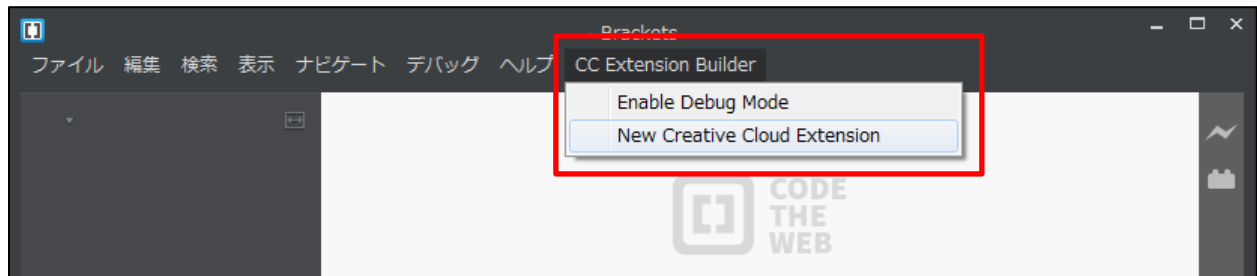 - Brackets
ファイル 編集 検索 表示 ナビゲート デバッグ ヘルプ CC Extension Builder
Enable Debug Mode
New Creative Cloud Extension
CODE
THE
WEB